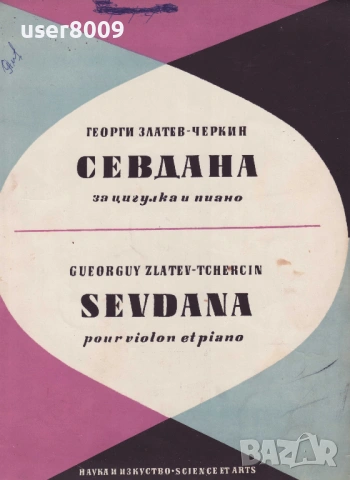 user8009
ГЕОРГИ ЗЛАТЕВ-ЧЕРКИН
СЕВДАНА
за цигулка и пиано
GUEORGUY ZLATEV-TCHERCIN
SEVDANA
pour violon et piano
НАУКА И ИЗКУСТВО·SCIENCE ET ARTS
BAZAR